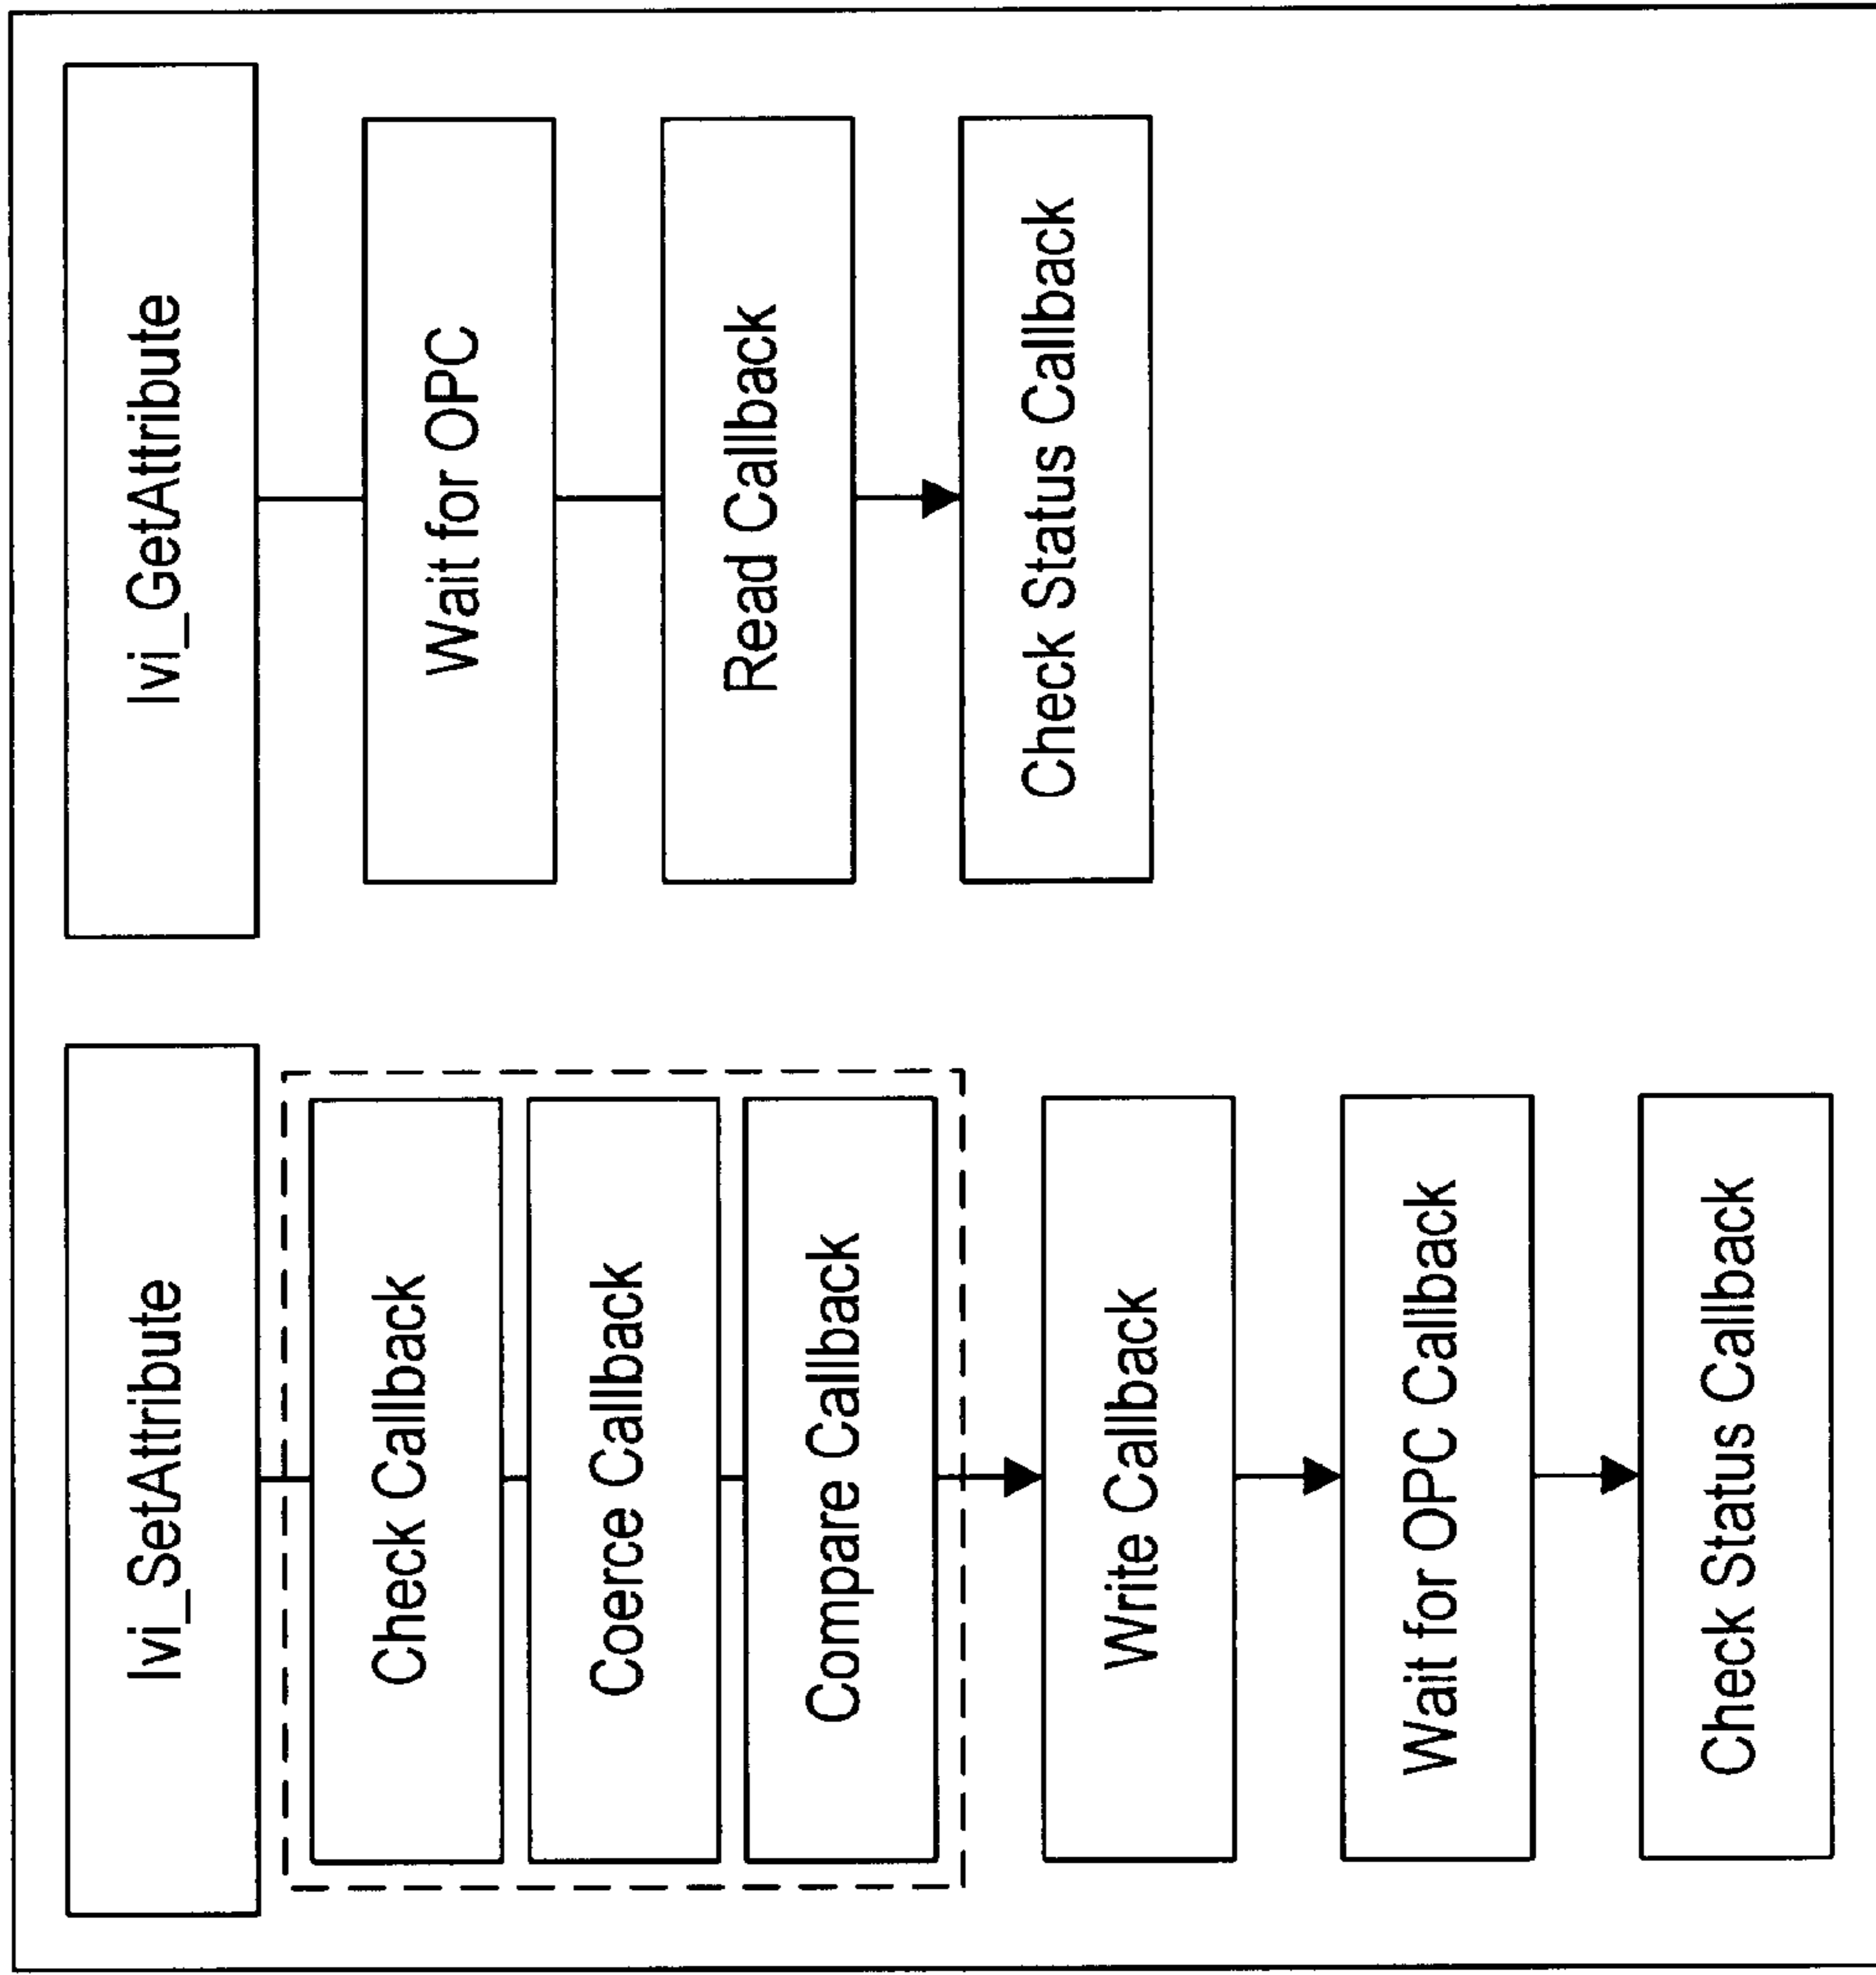 Ivi_SetAttribute
Check Callback
Coerce Callback
Compare Callback
Write Callback
Wait for OPC Callback
Check Status Callback
Ivi_GetAttribute
Wait for OPC
Read Callback
Check Status Callback